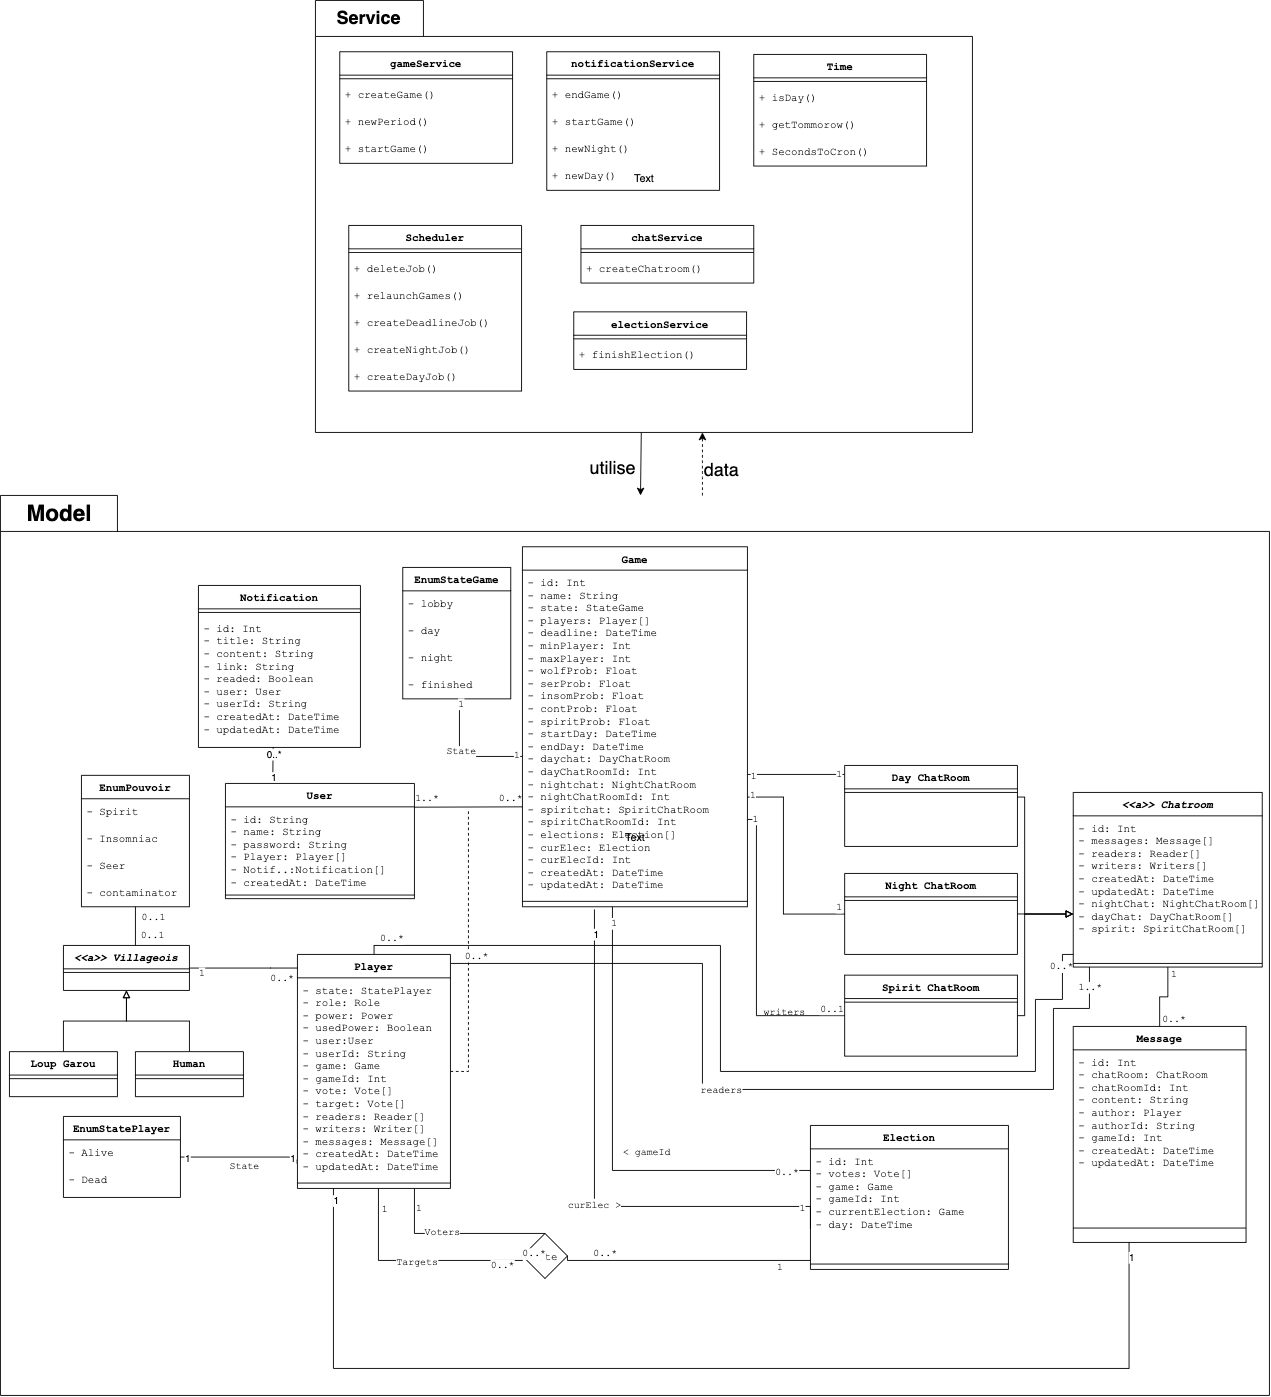 Service
gameService
+ createGame()
+ newPeriod()
+ startGame()
notificationService
+ endGame()
+ startGame()
+ newNight()
+ newDay()
Text
Time
+ isDay()
+ getTommorow()
+ SecondsToCron()
Scheduler
+ deleteJob()
+ relaunchGames()
+ createDeadlineJob()
+ createNightJob()
+ createDayJob()
chatService
+ createChatroom()
electionService
+ finishElection()
utilise
data
Model
Notification
- id: Int
- title: String
- content: String
- link: String
- readed: Boolean
- user: User
- userId: String
- createdAt: DateTime
- updatedAt: DateTime
0..*
1
EnumStateGame
- lobby
- day
- night
- finished
1
State
1
Game
- id: Int
- name: String
- state: StateGame
- players: Player[]
- deadline: DateTime
- minPlayer: Int
- maxPlayer: Int
- wolfProb: Float
- serProb: Float
- insomProb: Float
- contProb: Float
- spiritProb: Float
- startDay: DateTime
- endDay: DateTime
- daychat: DayChatRoom
- dayChatRoomId: Int
- nightchat: NightChatRoom
- nightChatRoomId: Int
- spiritchat: SpiritChatRoom
- spiritChatRoomId: Int
- elections: Election[]
Text
- curElec: Election
- curElecId: Int
- createdAt: DateTime
- updatedAt: DateTime
EnumPouvoir
- Spirit
- Insomniac
- Seer
- contaminator
0..1
0..1
User
- id: String
- name: String
- password: String
- Player: Player[]
- Notif..:Notification[]
- createdAt: DateTime
1..*
0..*
<<a>> Villageois
1
0..*
Loup Garou
Human
EnumStatePlayer
- Alive
- Dead
1
State
1
Player
- state: StatePlayer
- role: Role
- power: Power
- usedPower: Boolean
- user:User
- userId: String
- game: Game
- gameId: Int
- vote: Vote[]
- target: Vote[]
- readers: Reader[]
- writers: Writer[]
- messages: Message[]
- createdAt: DateTime
- updatedAt: DateTime
0..*
0..*
1
1
1
1
1
1
1
Day ChatRoom
1
Night ChatRoom
1
Spirit ChatRoom
writers
0..1
<<a>> Chatroom
- id: Int
- messages: Message[]
- readers: Reader[]
- writers: Writers[]
- createdAt: DateTime
- updatedAt: DateTime
- nightChat: NightChatRoom[]
- dayChat: DayChatRoom[]
- spirit: SpiritChatRoom[]
0..*
1..*
1
0..*
readers
Message
- id: Int
- chatRoom: ChatRoom
- chatRoomId: Int
- content: String
- author: Player
- authorId: String
- gameId: Int
- createdAt: DateTime
- updatedAt: DateTime
1
Election
- id: Int
- votes: Vote[]
- game: Game
- gameId: Int
- currentElection: Game
- day: DateTime
< gameId
0..*
curElec >
1
1
1
1
Voters
Targets
0..*
0..*
te
0..*
1